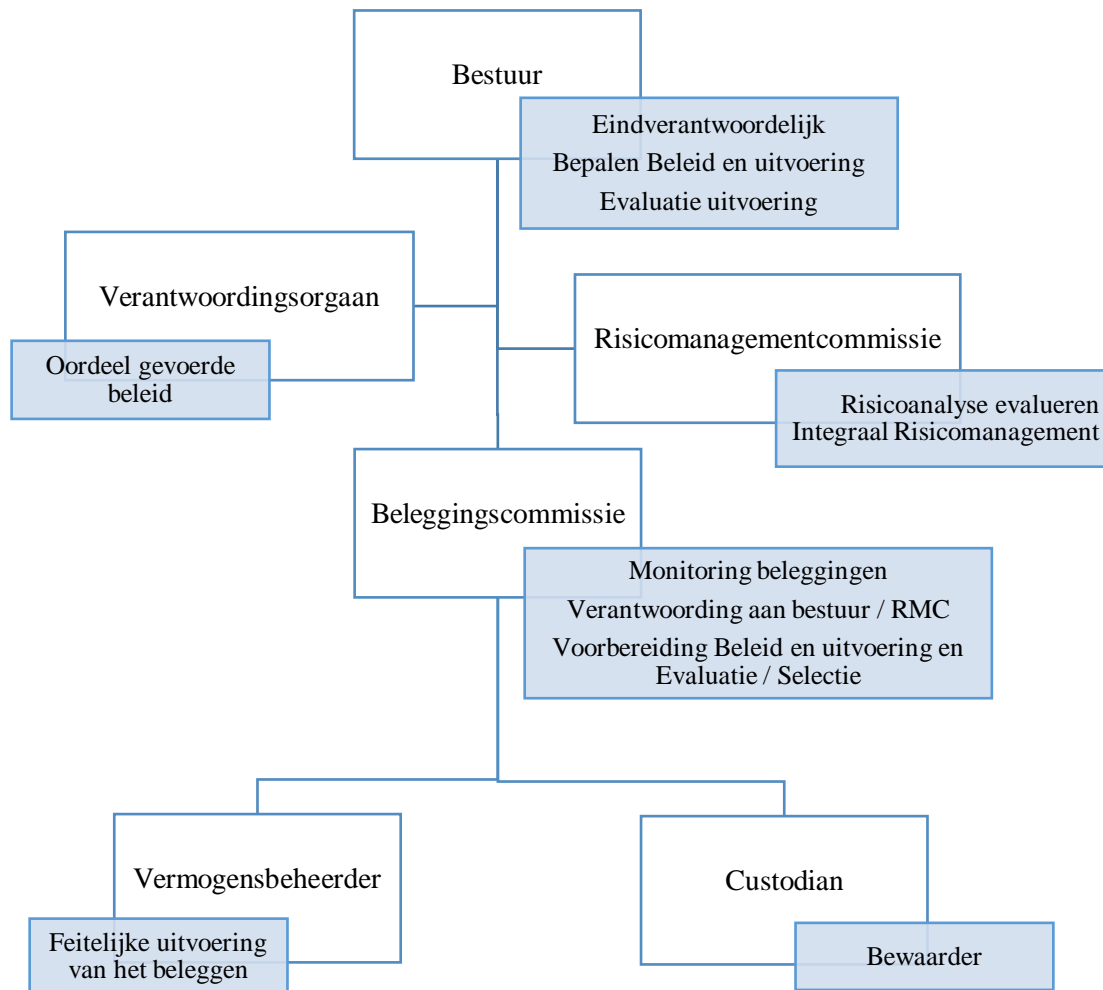 Bestuur
Eindverantwoordelijk
Bepalen Beleid en uitvoering
Evaluatie uitvoering
Verantwoordingsorgaan
Oordeel gevoerde
beleid
Risicomanagementcommissie
Risicoanalyse evalueren
Integraal Risicomanagement
Beleggingscommissie
Monitoring beleggingen
Verantwoording aan bestuur / RMC
Voorbereiding Beleid en uitvoering en
Evaluatie / Selectie
Vermogensbeheerder
Feitelijke uitvoering
van het beleggen
Custodian
Bewaarder